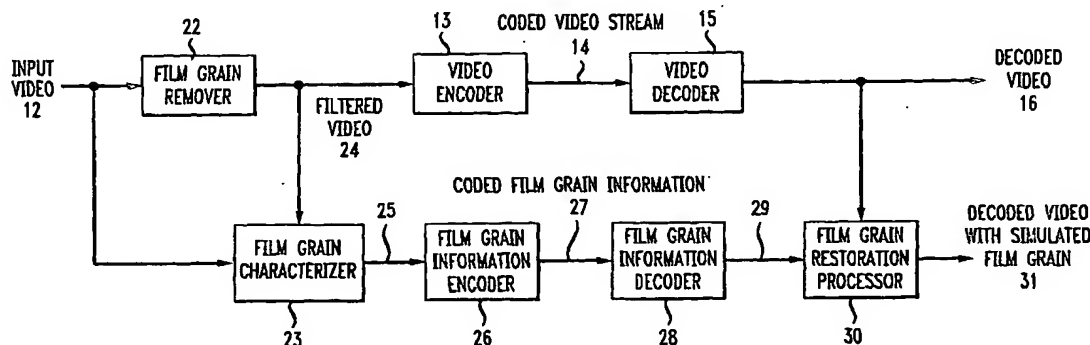 22
13
CODED VIDEO STREAM
14
15
INPUT
VIDEO
12
FILM GRAIN
REMOVER
VIDEO
ENCODER
VIDEO
DECODER
DECODED
VIDEO
16
FILTERED
VIDEO
24
CODED FILM GRAIN INFORMATION
25
27
29
FILM GRAIN
CHARACTERIZER
FILM GRAIN
INFORMATION
ENCODER
FILM GRAIN
INFORMATION
DECODER
FILM GRAIN
RESTORATION
PROCESSOR
DECODED VIDEO
WITH SIMULATED
FILM GRAIN
31
23
26
28
30